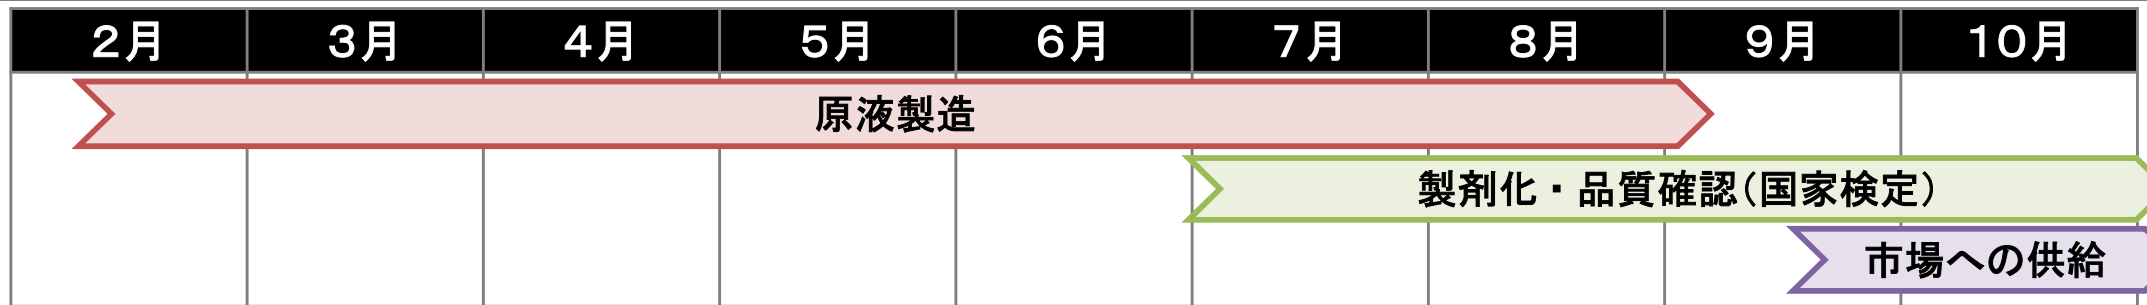 2月 3月 4月 5月 6月 7月 8月 9月 10月
原液製造
製剤化・品質確認(国家検定)
市場への供給